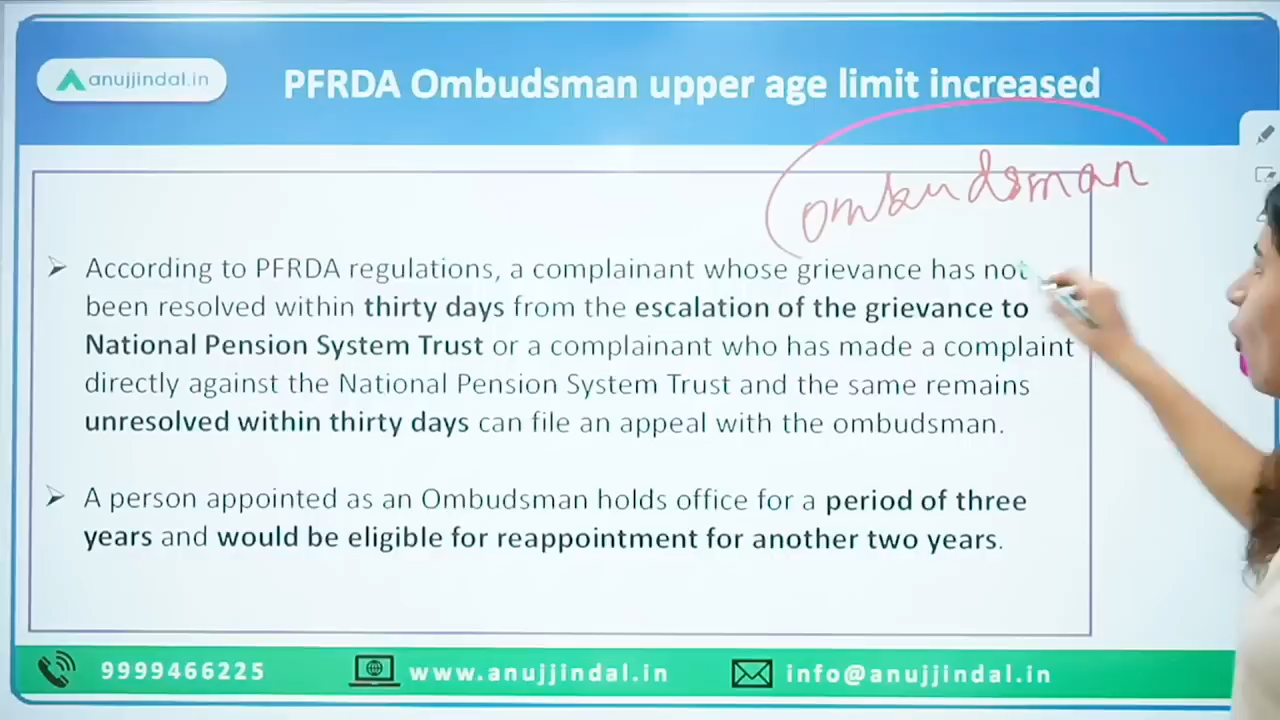 anujjindal.in
PFRDA Ombudsman upper age limit increased
ombudsman
➢ According to PFRDA regulations, a complainant whose grievance has not
been resolved within thirty days from the escalation of the grievance to
National Pension System Trust or a complainant who has made a complaint
directly against the National Pension System Trust and the same remains
unresolved within thirty days can file an appeal with the ombudsman.
➢ A person appointed as an Ombudsman holds office for a period of three
years and would be eligible for reappointment for another two years.
9999466225 www.anujjindal.in info@anujjindal.in